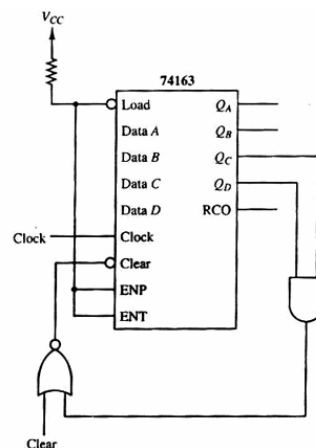 V_CC
74163
Load Q_A
Data A Q_B
Data B Q_C
Data C Q_D
Data D RCO
Clock Clock
Clear
ENP
ENT
Clear